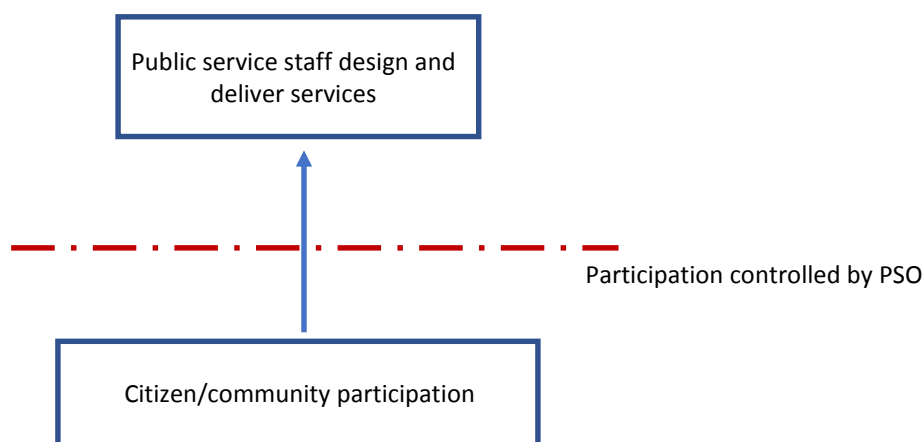 Public service staff design and
deliver services
Participation controlled by PSO
Citizen/community participation